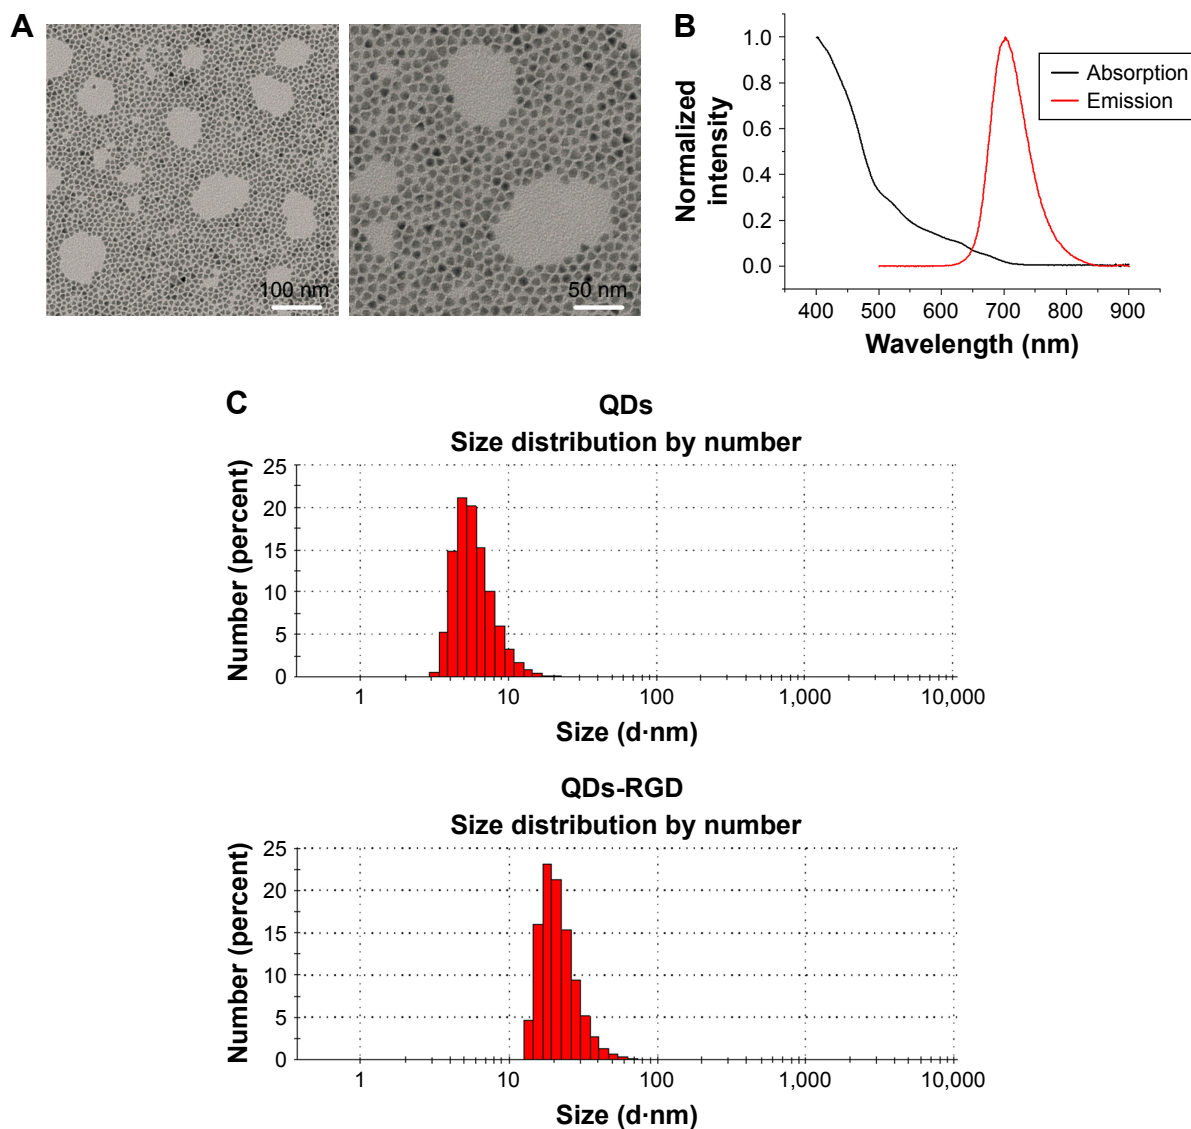 A
100 nm
50 nm
B
Normalized
intensity
1.0
0.8
0.6
0.4
0.2
0.0
Absorption
Emission
400 500 600 700 800 900
Wavelength (nm)
C
QDs
Size distribution by number
Number (percent)
25
20
15
10
5
0
1 10 100 1,000 10,000
Size (d·nm)
QDs-RGD
Size distribution by number
Number (percent)
25
20
15
10
5
0
1 10 100 1,000 10,000
Size (d·nm)